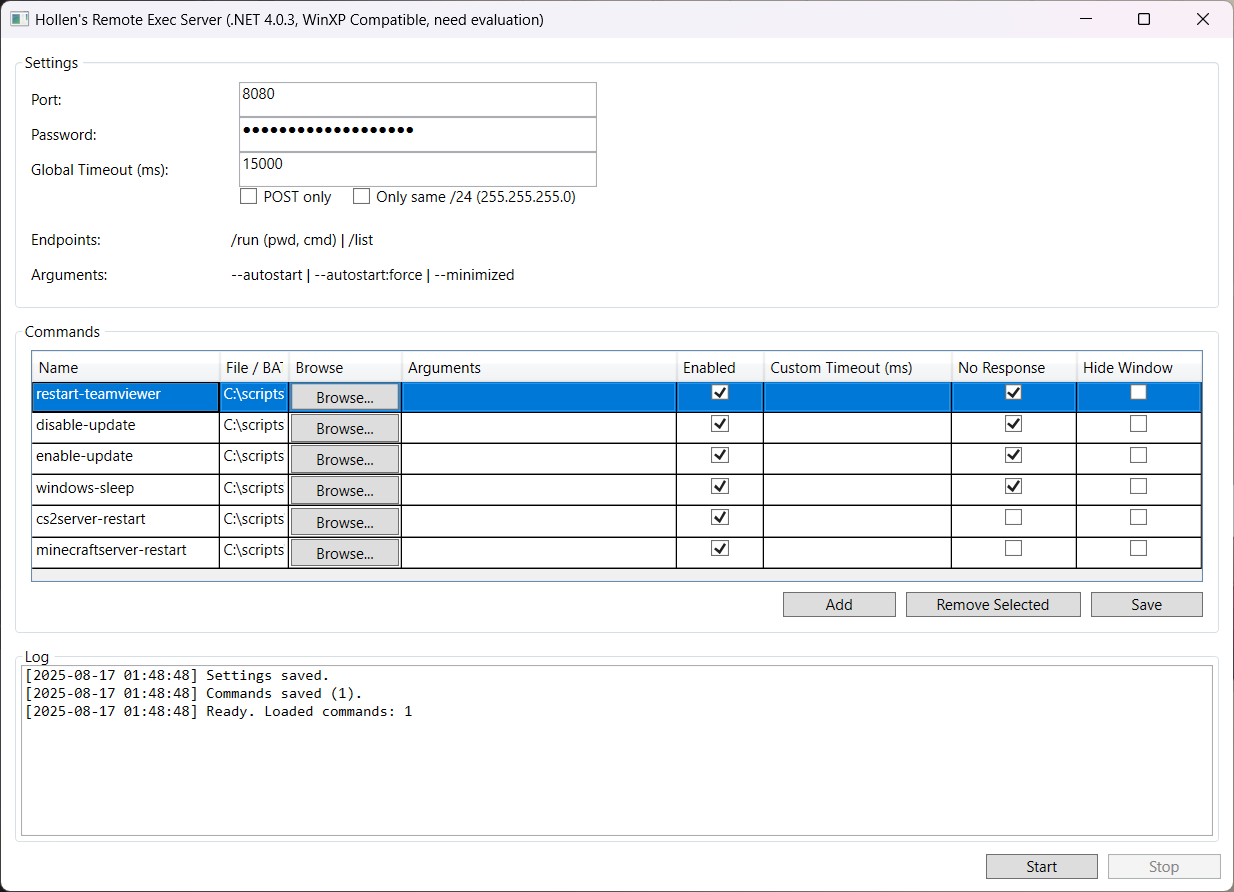 Hollen's Remote Exec Server (.NET 4.0.3, WinXP Compatible, need evaluation)
Settings
Port: 8080
Password: ●●●●●●●●●●●●●●●●●●●
Global Timeout (ms): 15000
POST only Only same /24 (255.255.255.0)
Endpoints: /run (pwd, cmd) | /list
Arguments: --autostart | --autostart:force | --minimized
Commands
Name File / BAT Browse Arguments Enabled Custom Timeout (ms) No Response Hide Window
restart-teamviewer C:\scripts Browse...
disable-update C:\scripts Browse...
enable-update C:\scripts Browse...
windows-sleep C:\scripts Browse...
cs2server-restart C:\scripts Browse...
minecraftserver-restart C:\scripts Browse...
Add Remove Selected Save
Log
[2025-08-17 01:48:48] Settings saved.
[2025-08-17 01:48:48] Commands saved (1).
[2025-08-17 01:48:48] Ready. Loaded commands: 1
Start Stop